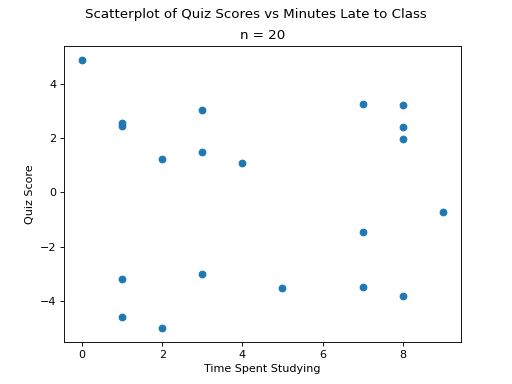 Scatterplot of Quiz Scores vs Minutes Late to Class
n = 20
4
2
0
−2
−4
Quiz Score
0 2 4 6 8
Time Spent Studying